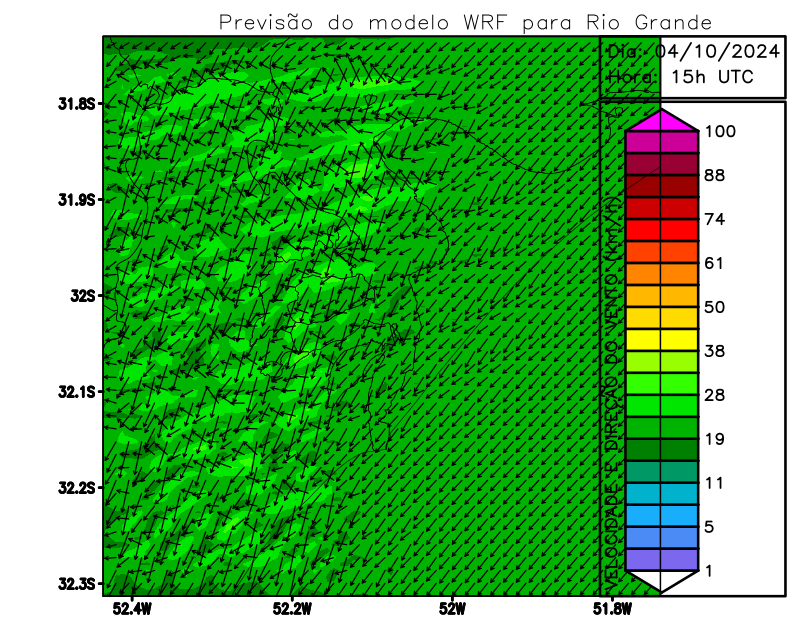 Previsão do modelo WRF para Rio Grande
Dia: 04/10/2024
Hora: 15h UTC
31.8S
31.9S
32S
32.1S
32.2S
32.3S
52.4W
52.2W
52W
51.8W
VELOCIDADE E DIREÇÃO DO VENTO (km/h)
100
88
74
61
50
38
28
19
11
5
1